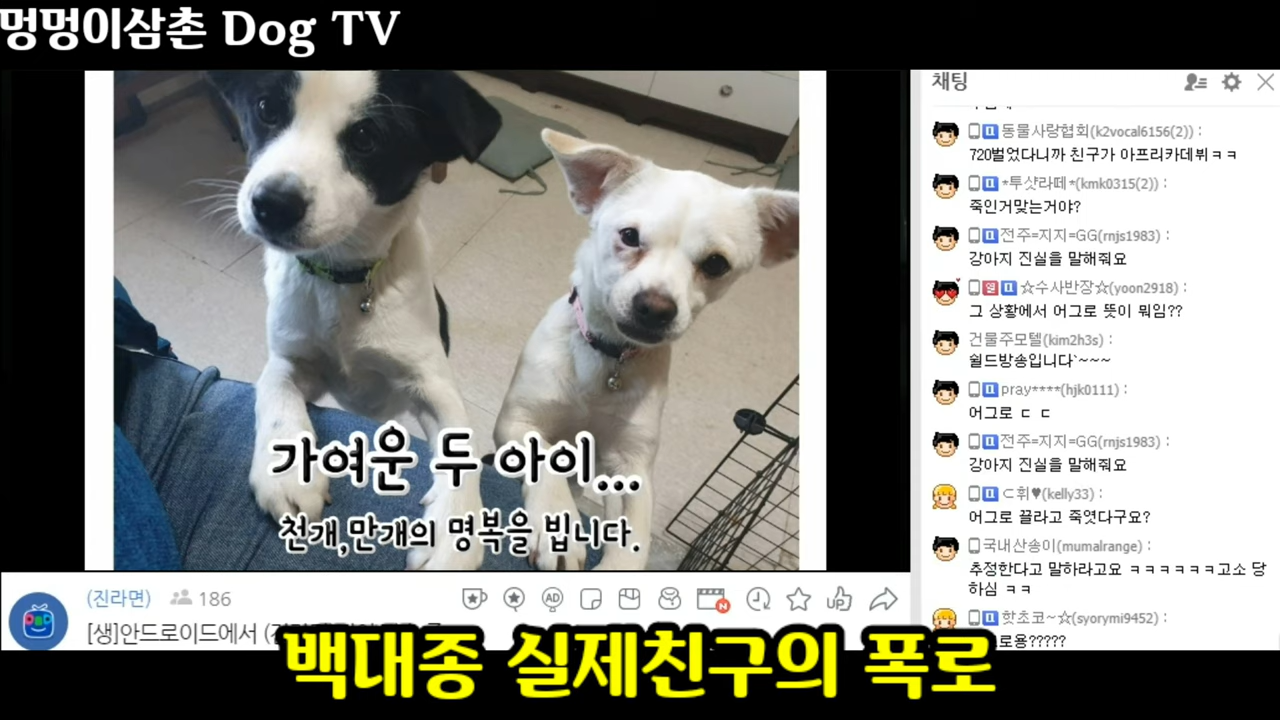 멍멍이삼촌 Dog TV
채팅
동물사랑협회(k2vocal6156(2)) :
720벌었다니까 친구가 아프리카데뷔ㅋㅋ
*투샷라떼*(kmk0315(2)) :
죽인거맞는거야?
전주=지지=GG(rnjs1983) :
강아지 진실을 말해줘요
열 ☆수사반장☆(yoon2918) :
그 상황에서 어그로 뜻이 뭐임??
건물주모텔(kim2h3s) :
쉴드방송입니다`~~~
pray****(hjk0111) :
어그로 ㄷ ㄷ
전주=지지=GG(rnjs1983) :
강아지 진실을 말해줘요
ㄷ휘♥(kelly33) :
어그로 끌라고 죽엿다구요?
국내산송이(mumalrange) :
추정한다고 말하라고요 ㅋㅋㅋㅋㅋㅋ고소 당
하심 ㅋㅋ
핫초코~☆(syorymi9452) :
로용?????
가여운 두 아이...
천개,만개의 명복을 빕니다.
(진라면) 186
AD
N
UP
[생]안드로이드에서
백대종 실제친구의 폭로